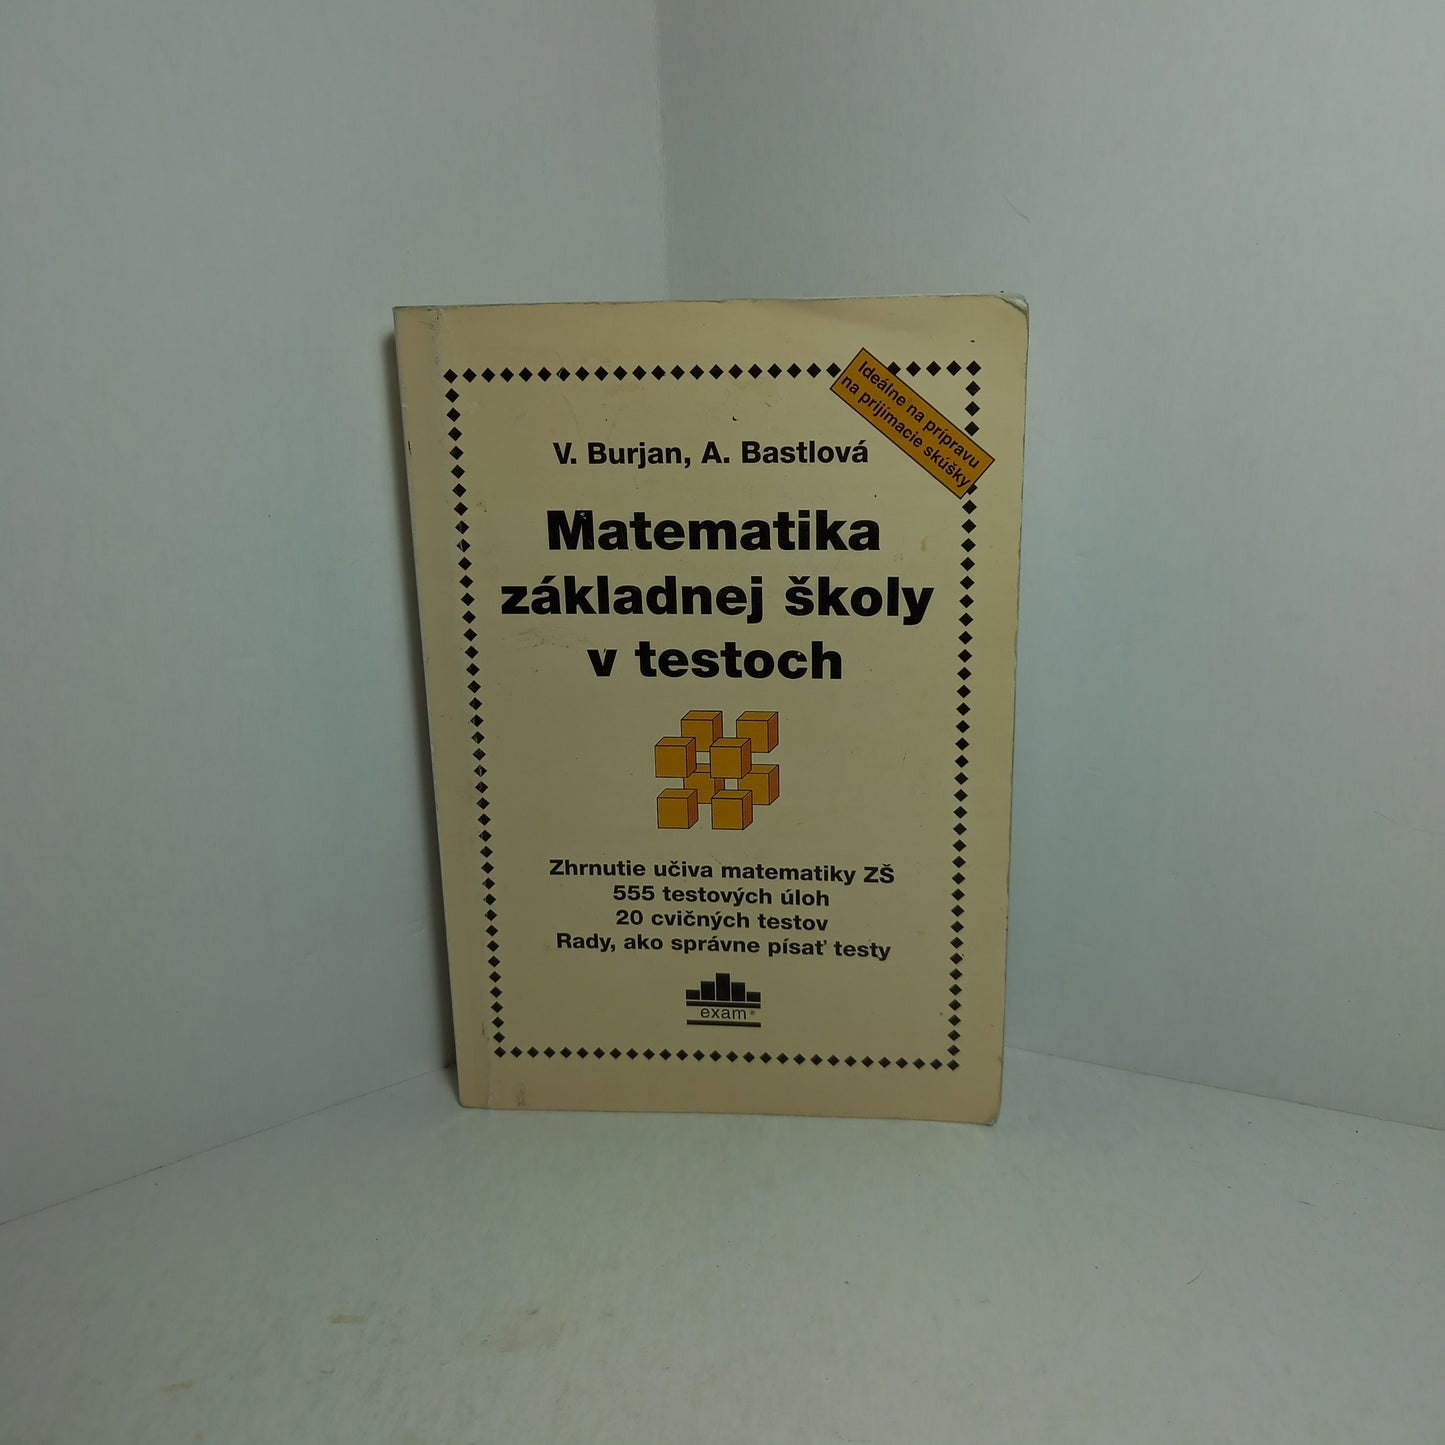 Ideálne na prípravu
na prijímacie skúšky
V. Burjan, A. Bastlová
Matematika
základnej školy
v testoch
Zhrnutie učiva matematiky ZŠ
555 testových úloh
20 cvičných testov
Rady, ako správne písať testy
exam®